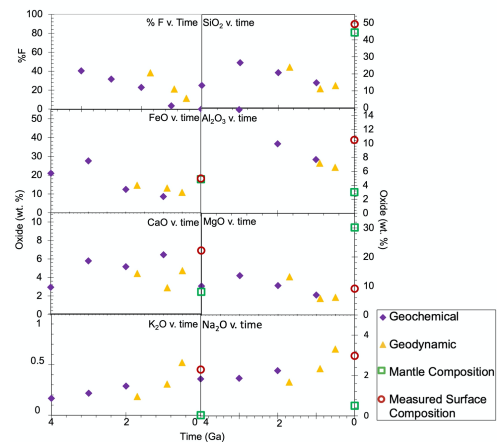 % F v. Time
SiO2 v. time
100
80
60
40
20
0
%F
50
40
30
20
10
0
FeO v. time
Al2O3 v. time
50
40
30
20
10
0
14
12
10
8
6
4
2
0
Oxide (wt. %)
Oxide (wt. %)
CaO v. time
MgO v. time
10
8
6
4
2
0
30
20
10
0
K2O v. time
Na2O v. time
1
0.5
0
4
2
0
4
2
0
4
2
0
Time (Ga)
Geochemical
Geodynamic
Mantle Composition
Measured Surface
Composition